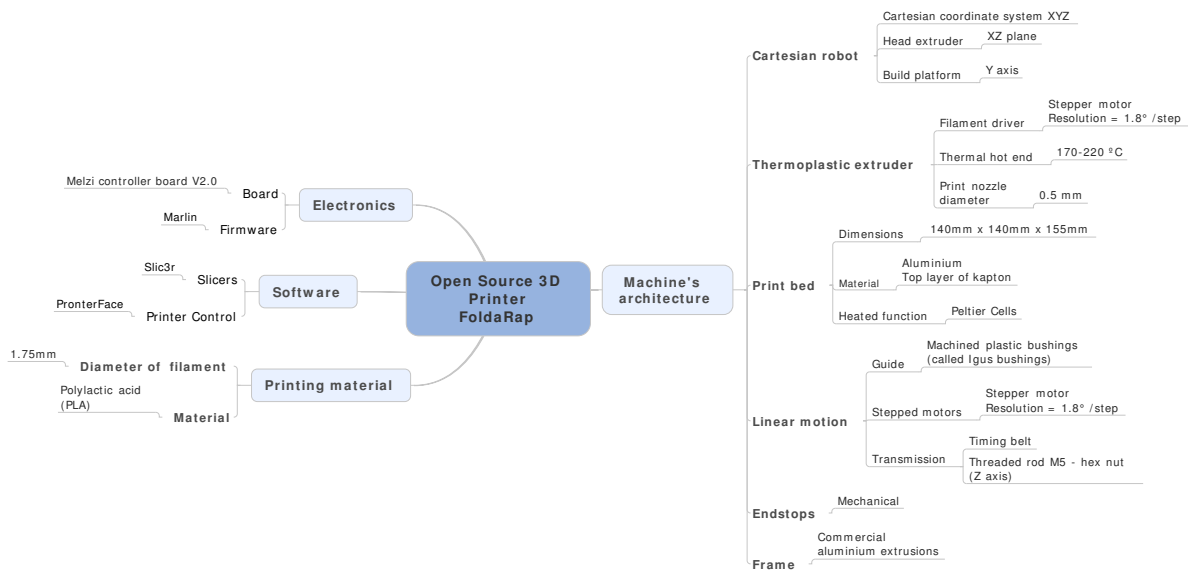 Open Source 3D
Printer
FoldaRap
Electronics
Board
Melzi controller board V2.0
Firmware
Marlin
Software
Slicers
Slic3r
Printer Control
PronterFace
Printing material
Diameter of filament
1.75mm
Material
Polylactic acid
(PLA)
Machine's
architecture
Cartesian robot
Cartesian coordinate system XYZ
Head extruder
XZ plane
Build platform
Y axis
Thermoplastic extruder
Filament driver
Stepper motor
Resolution = 1.8° /step
Thermal hot end
170-220 ºC
Print nozzle
diameter
0.5 mm
Print bed
Dimensions
140mm x 140mm x 155mm
Material
Aluminium
Top layer of kapton
Heated function
Peltier Cells
Linear motion
Guide
Machined plastic bushings
(called Igus bushings)
Stepped motors
Stepper motor
Resolution = 1.8° /step
Transmission
Timing belt
Threaded rod M5 - hex nut
(Z axis)
Endstops
Mechanical
Frame
Commercial
aluminium extrusions